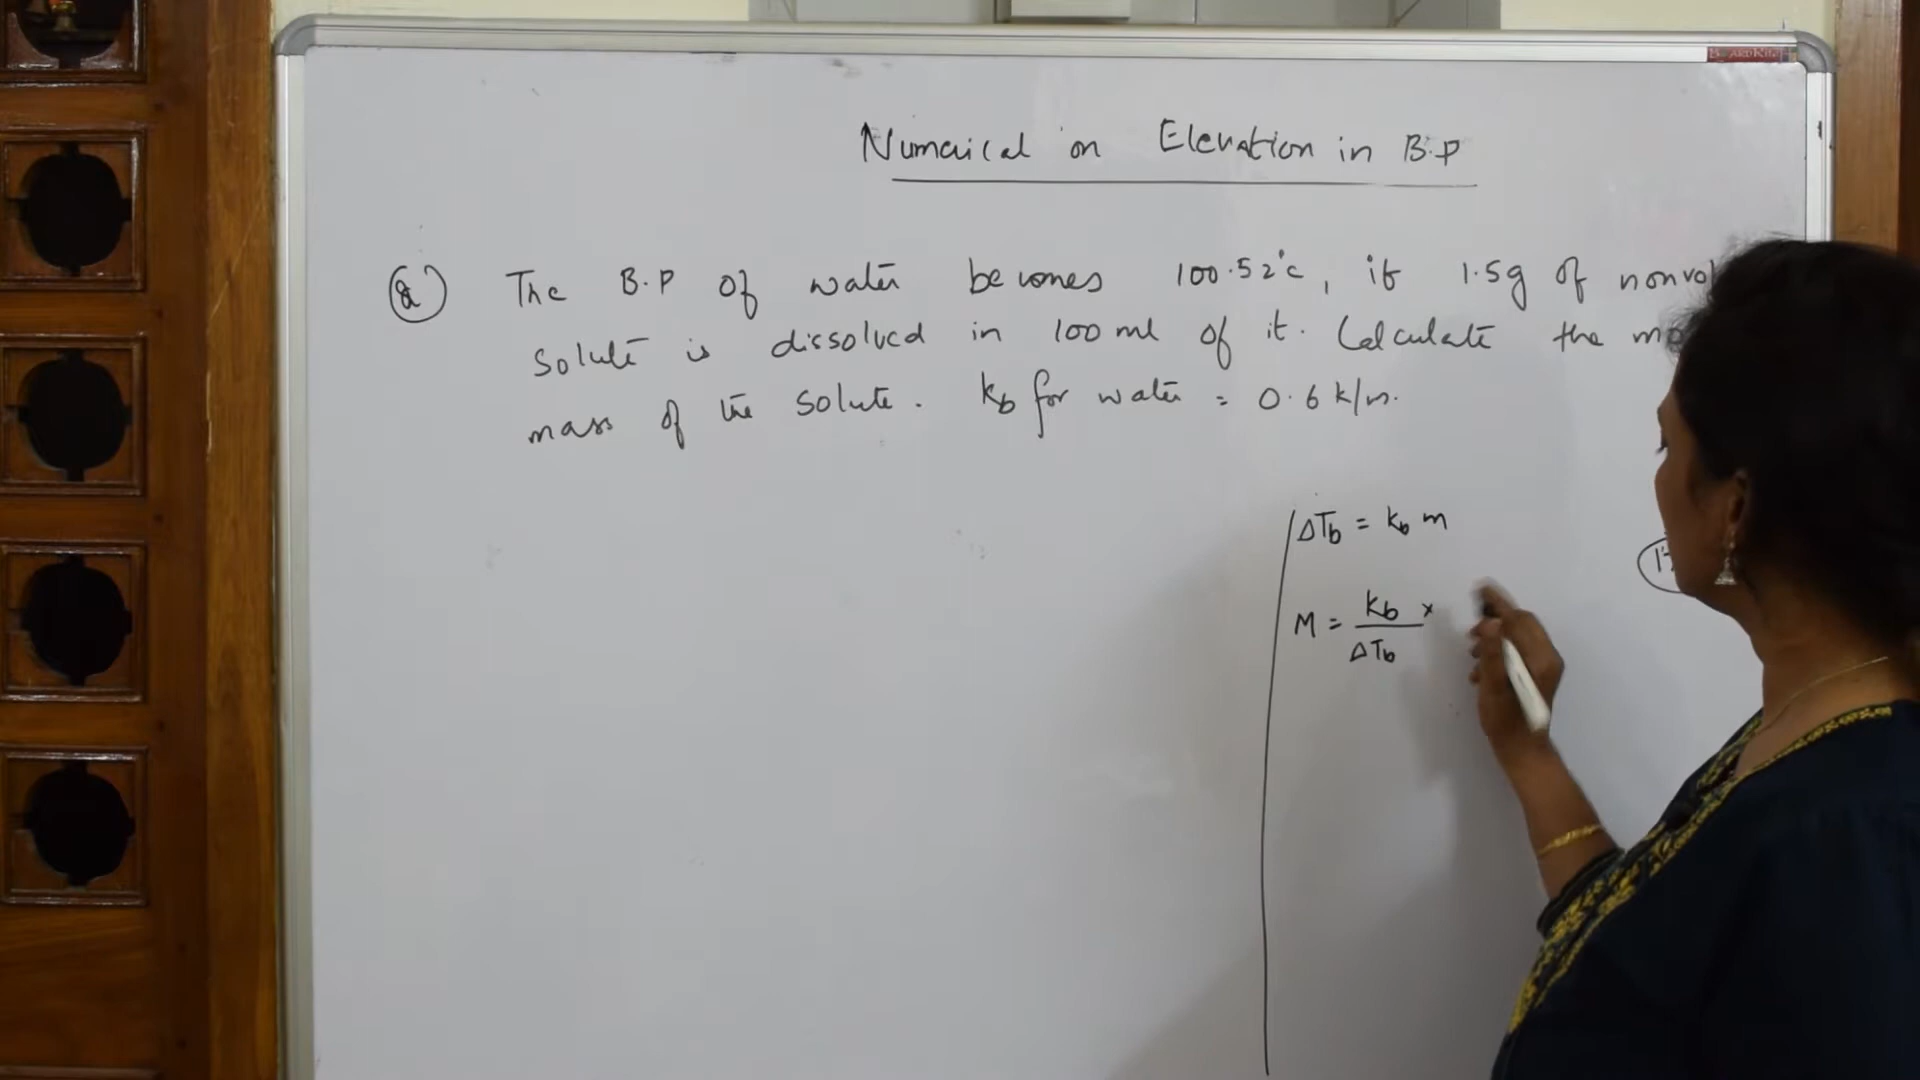 Numerical on Elevation in B.P
Q The B.P of water becomes 100.52°c, if 1.5g of nonvol
solute is dissolved in 100 ml of it. Calculate the mo
mass of the solute. kb for water = 0.6 k/m.
ΔTb = kb m
M = kb ×
ΔTb